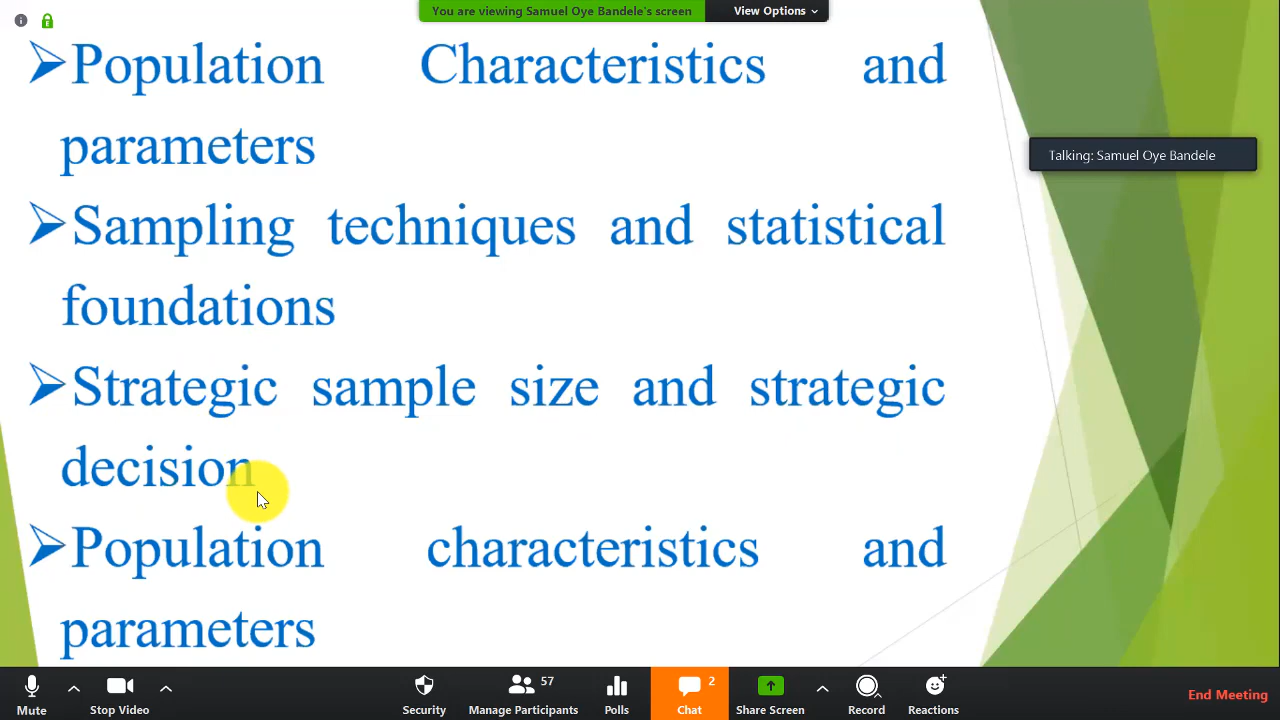 You are viewing Samuel Oye Bandele's screen
View Options
Population Characteristics and
parameters
Talking: Samuel Oye Bandele
Sampling techniques and statistical
foundations
Strategic sample size and strategic
decision
Population characteristics and
parameters
Mute
Stop Video
Security
57
Manage Participants
Polls
2
Chat
Share Screen
Record
Reactions
End Meeting